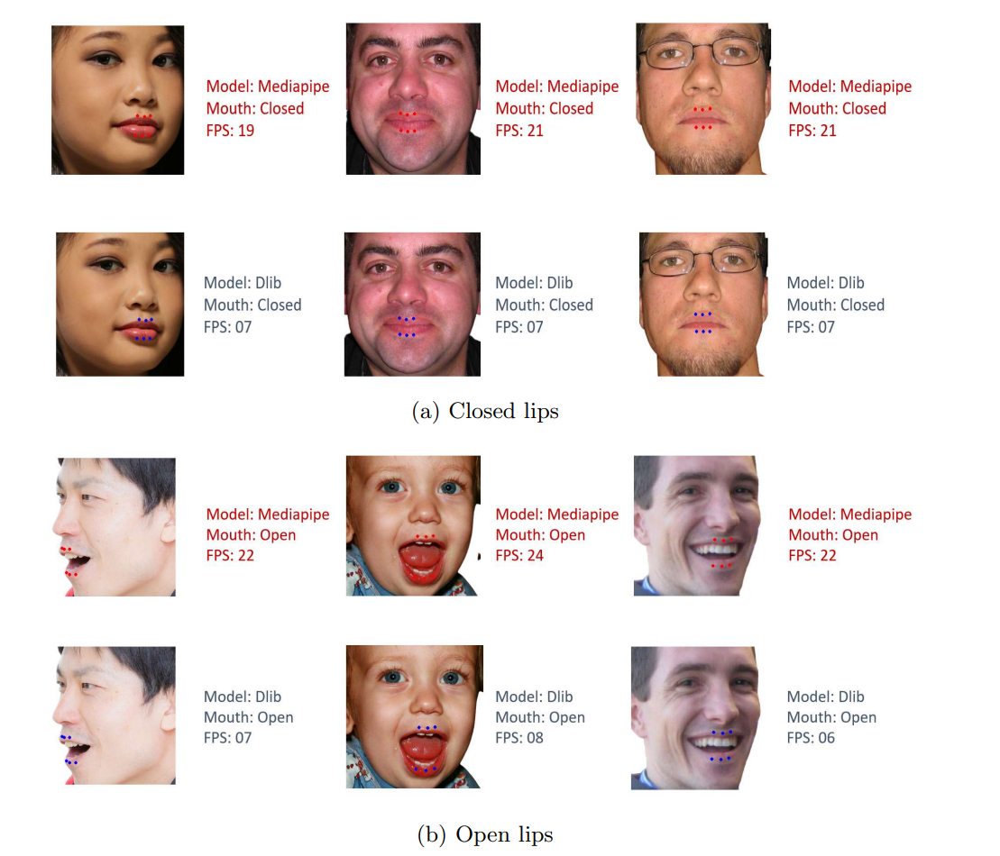 Model: Mediapipe
Mouth: Closed
FPS: 19
Model: Mediapipe
Mouth: Closed
FPS: 21
Model: Mediapipe
Mouth: Closed
FPS: 21
Model: Dlib
Mouth: Closed
FPS: 07
Model: Dlib
Mouth: Closed
FPS: 07
Model: Dlib
Mouth: Closed
FPS: 07
(a) Closed lips
Model: Mediapipe
Mouth: Open
FPS: 22
Model: Mediapipe
Mouth: Open
FPS: 24
Model: Mediapipe
Mouth: Open
FPS: 22
Model: Dlib
Mouth: Open
FPS: 07
Model: Dlib
Mouth: Open
FPS: 08
Model: Dlib
Mouth: Open
FPS: 06
(b) Open lips